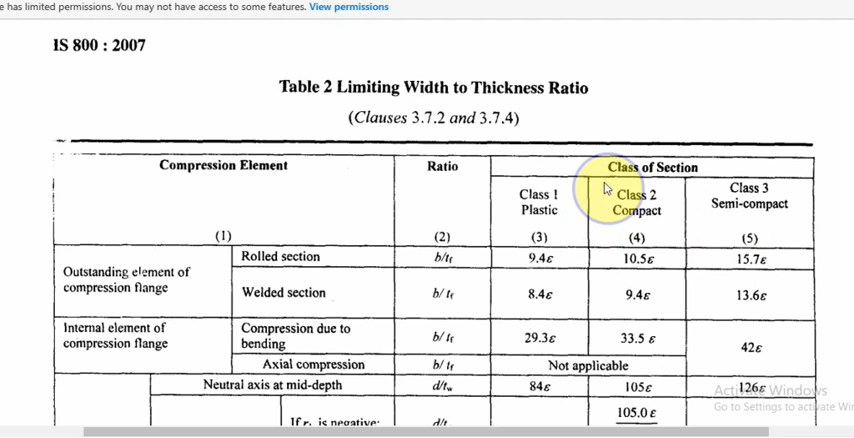 e has limited permissions. You may not have access to some features. View permissions
IS 800 : 2007
Table 2 Limiting Width to Thickness Ratio
(Clauses 3.7.2 and 3.7.4)
Compression Element Ratio Class of Section
Class 1 Plastic Class 2 Compact Class 3 Semi-compact
(1) (2) (3) (4) (5)
Outstanding element of compression flange Rolled section b/tf 9.4ε 10.5ε 15.7ε
Welded section b/ tf 8.4ε 9.4ε 13.6ε
Internal element of compression flange Compression due to bending b/ tf 29.3ε 33.5 ε 42ε
Axial compression b/ tf Not applicable
Neutral axis at mid-depth d/tw 84ε 105ε 126ε
105.0 ε
If r₁ is negative:
Activate Windows
Go to Settings to activate Win